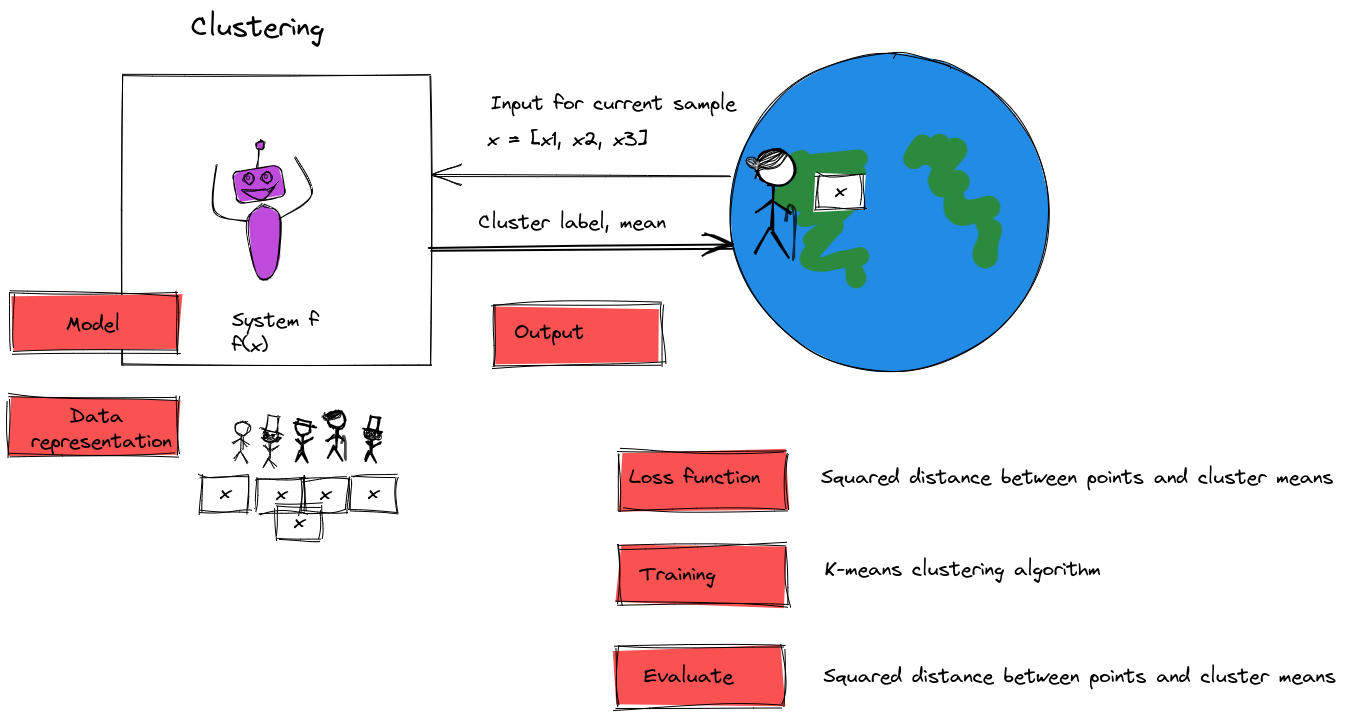 Clustering
Input for current sample
x = [x1, x2, x3]
x
Cluster label, mean
Model
System f
f(x)
Output
Data
representation
x
x
x
x
x
Loss function
Squared distance between points and cluster means
Training
K-means clustering algorithm
Evaluate
Squared distance between points and cluster means